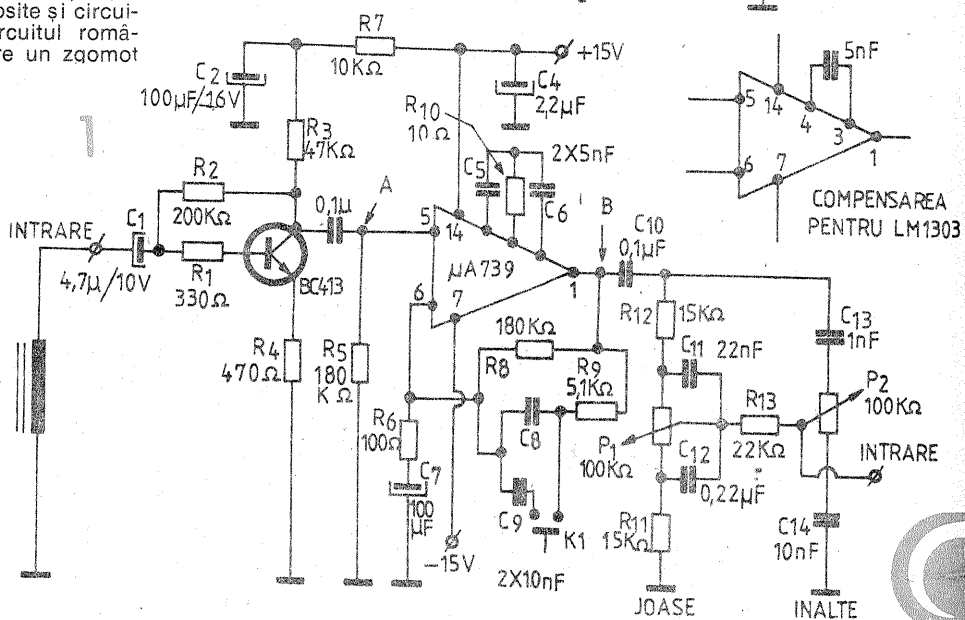 osite și circui-
rcuitul româ-
re un zgomot
1
R7
10KΩ
+15V
C2
100µF/16V
C4
2,2µF
R3
47KΩ
R10
10Ω
2X5nF
C5
C6
5nF
5
14
4
3
6
7
1
COMPENSAREA
PENTRU LM1303
R2
200KΩ
0,1µ
A
INTRARE
C1
4,7µ/10V
R1
330Ω
BC413
5
14
µA739
6
7
1
B
C10
0,1µF
R4
470Ω
R5
180
KΩ
180KΩ
R8
R9
5,1KΩ
R6
100Ω
C7
100
µF
C8
C9
K1
2X10nF
-15V
R12
15KΩ
C11
22nF
P1
100KΩ
C12
0,22µF
R13
22KΩ
R11
15KΩ
JOASE
C13
1nF
P2
100KΩ
INTRARE
C14
10nF
INALTE